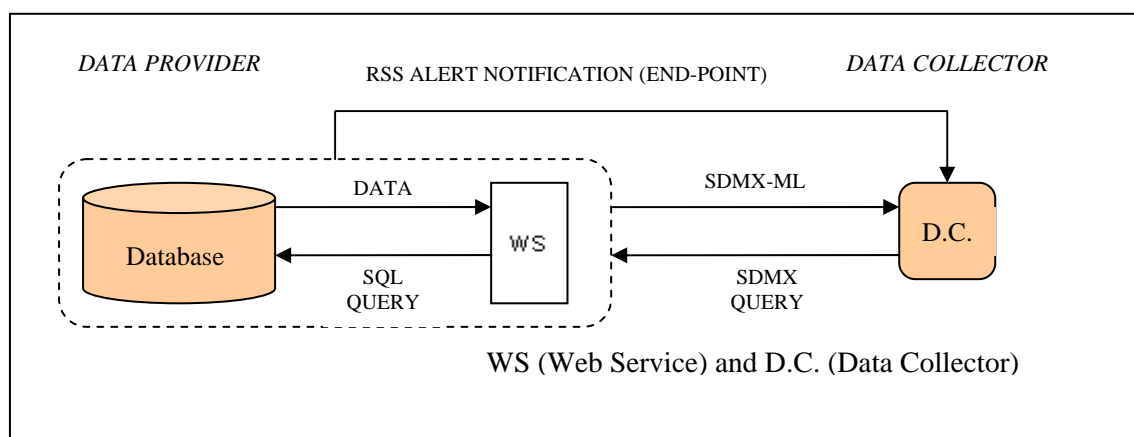 DATA PROVIDER
DATA COLLECTOR
RSS ALERT NOTIFICATION (END-POINT)
DATA
SDMX-ML
Database
WS
D.C.
SQL
QUERY
SDMX
QUERY
WS (Web Service) and D.C. (Data Collector)